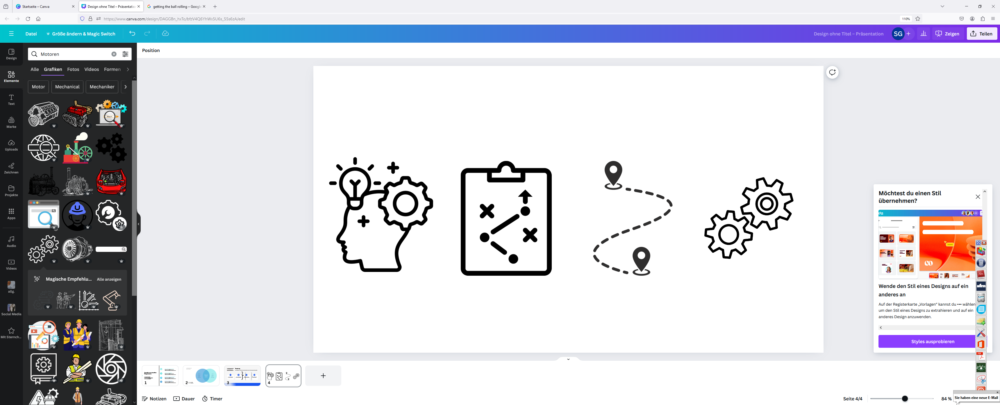 Startseite – Canva
Design ohne Titel – Präsentation
getting the ball rolling – Google
https://www.canva.com/design/DAGGBn_hxTo/bfzV4Q6YhWx5U6s_55s6zA/edit
110%
Datei
Größe ändern & Magic Switch
Design ohne Titel – Präsentation
SG
Zeigen
Teilen
Position
Design
Elemente
Text
Marke
Uploads
Zeichnen
Projekte
Apps
Audio
Videos
allg.
Social Media
Mit Sternch...
Motoren
Alle
Grafiken
Fotos
Videos
Formen
Motor
Mechanical
Mechaniker
Magische Empfehlu...
Alle anzeigen
Möchtest du einen Stil
übernehmen?
Wende den Stil eines Designs auf ein
anderes an
Auf der Registerkarte „Vorlagen“ kannst du ••• wählen
um den Stil eines Designs zu extrahieren und auf ein
anderes Design anzuwenden.
Styles ausprobieren
1
2
3
4
Notizen
Dauer
Timer
Seite 4/4
84 %
Sie haben eine neue E-Mail